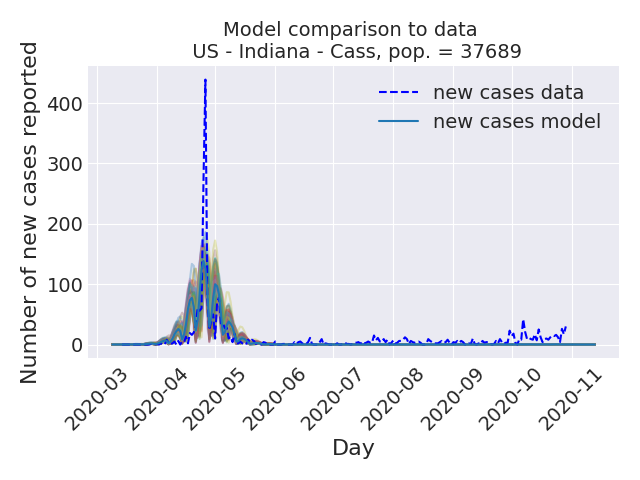 Model comparison to data
US - Indiana - Cass, pop. = 37689
Number of new cases reported
400
300
200
100
0
new cases data
new cases model
2020-03
2020-04
2020-05
2020-06
2020-07
2020-08
2020-09
2020-10
2020-11
Day